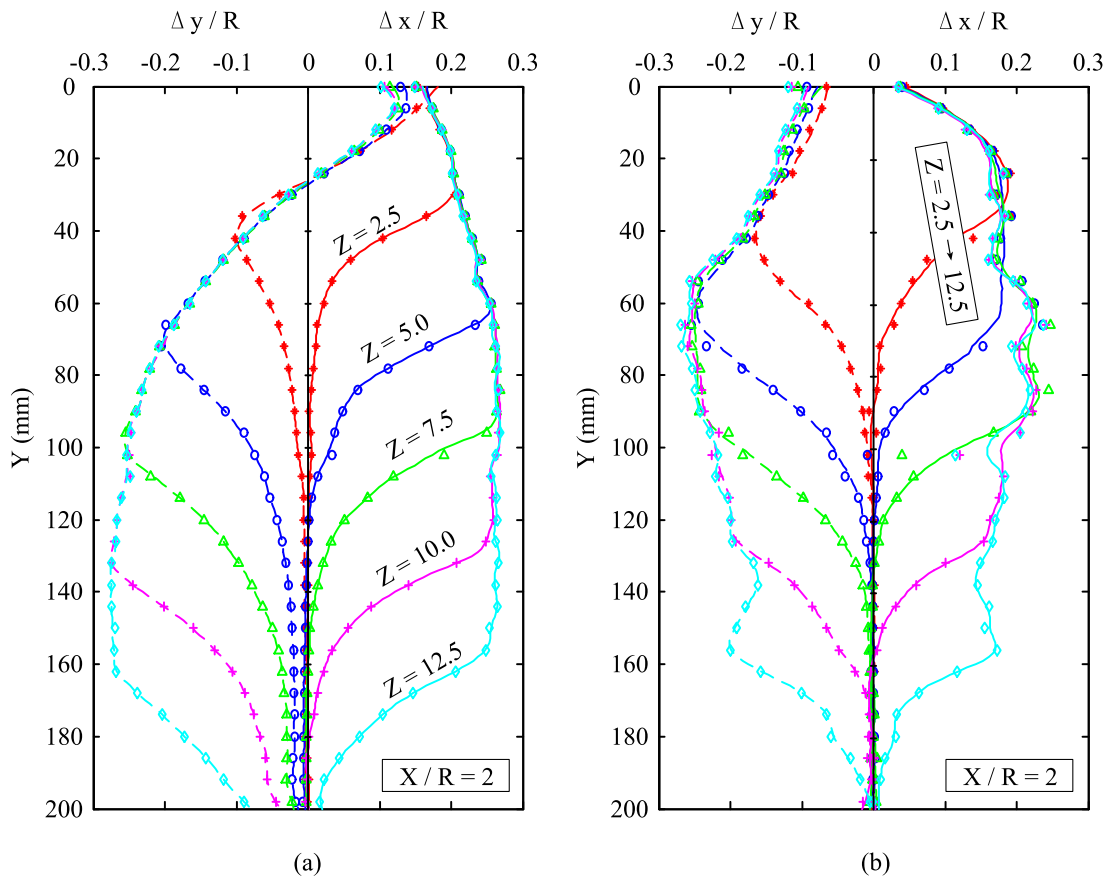 Δ y / R Δ x / R
-0.3 -0.2 -0.1 0 0.1 0.2 0.3
0
20
40
60
80
100
120
140
160
180
200
Y (mm)
Z = 2.5
Z = 5.0
Z = 7.5
Z = 10.0
Z = 12.5
X / R = 2
(a)
Δ y / R Δ x / R
-0.3 -0.2 -0.1 0 0.1 0.2 0.3
0
20
40
60
80
100
120
140
160
180
200
Y (mm)
Z = 2.5 → 12.5
X / R = 2
(b)